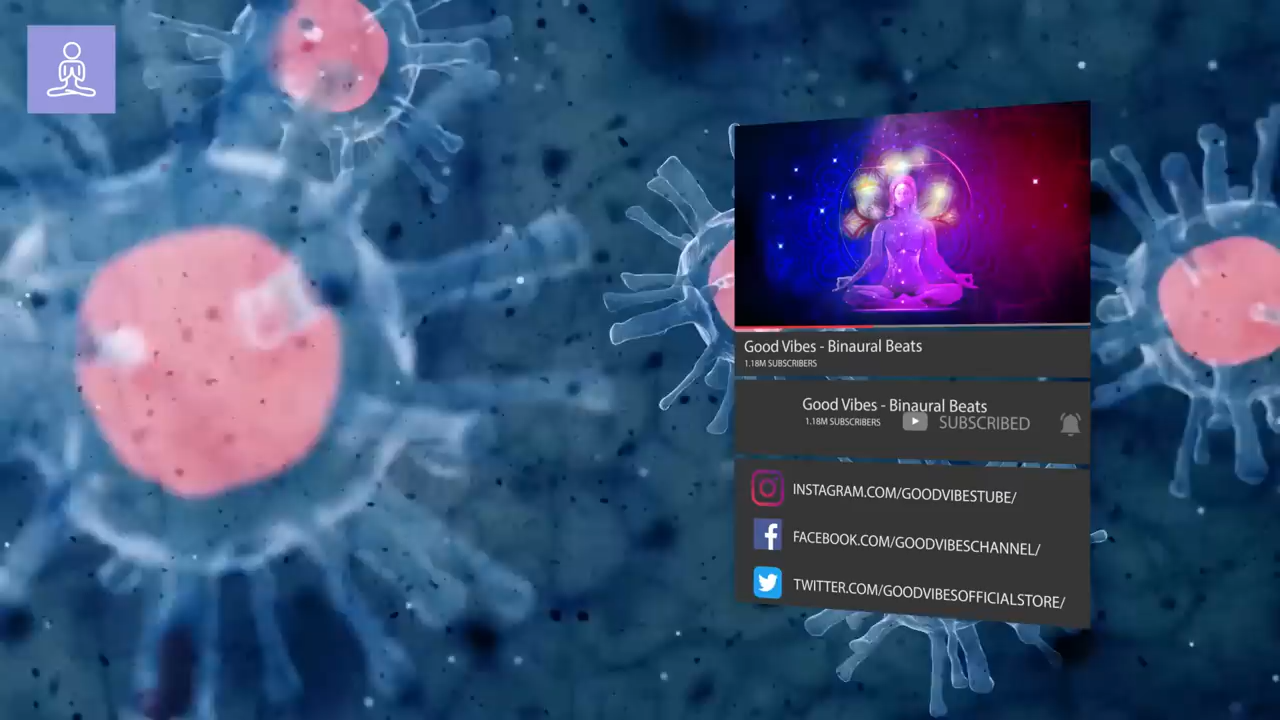 Good Vibes - Binaural Beats
1.18M SUBSCRIBERS
Good Vibes - Binaural Beats
1.18M SUBSCRIBERS
SUBSCRIBED
INSTAGRAM.COM/GOODVIBESTUBE/
FACEBOOK.COM/GOODVIBESCHANNEL/
TWITTER.COM/GOODVIBESOFFICIALSTORE/